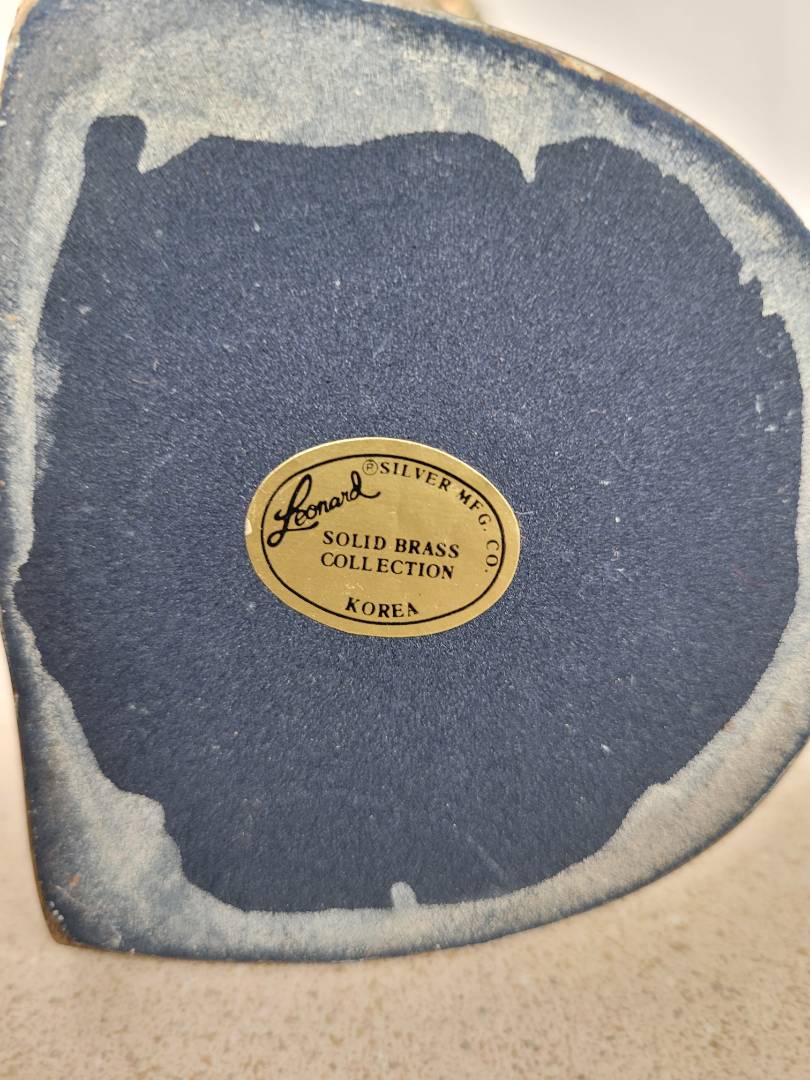 Leonard ® SILVER MFG. CO.
SOLID BRASS
COLLECTION
KOREA